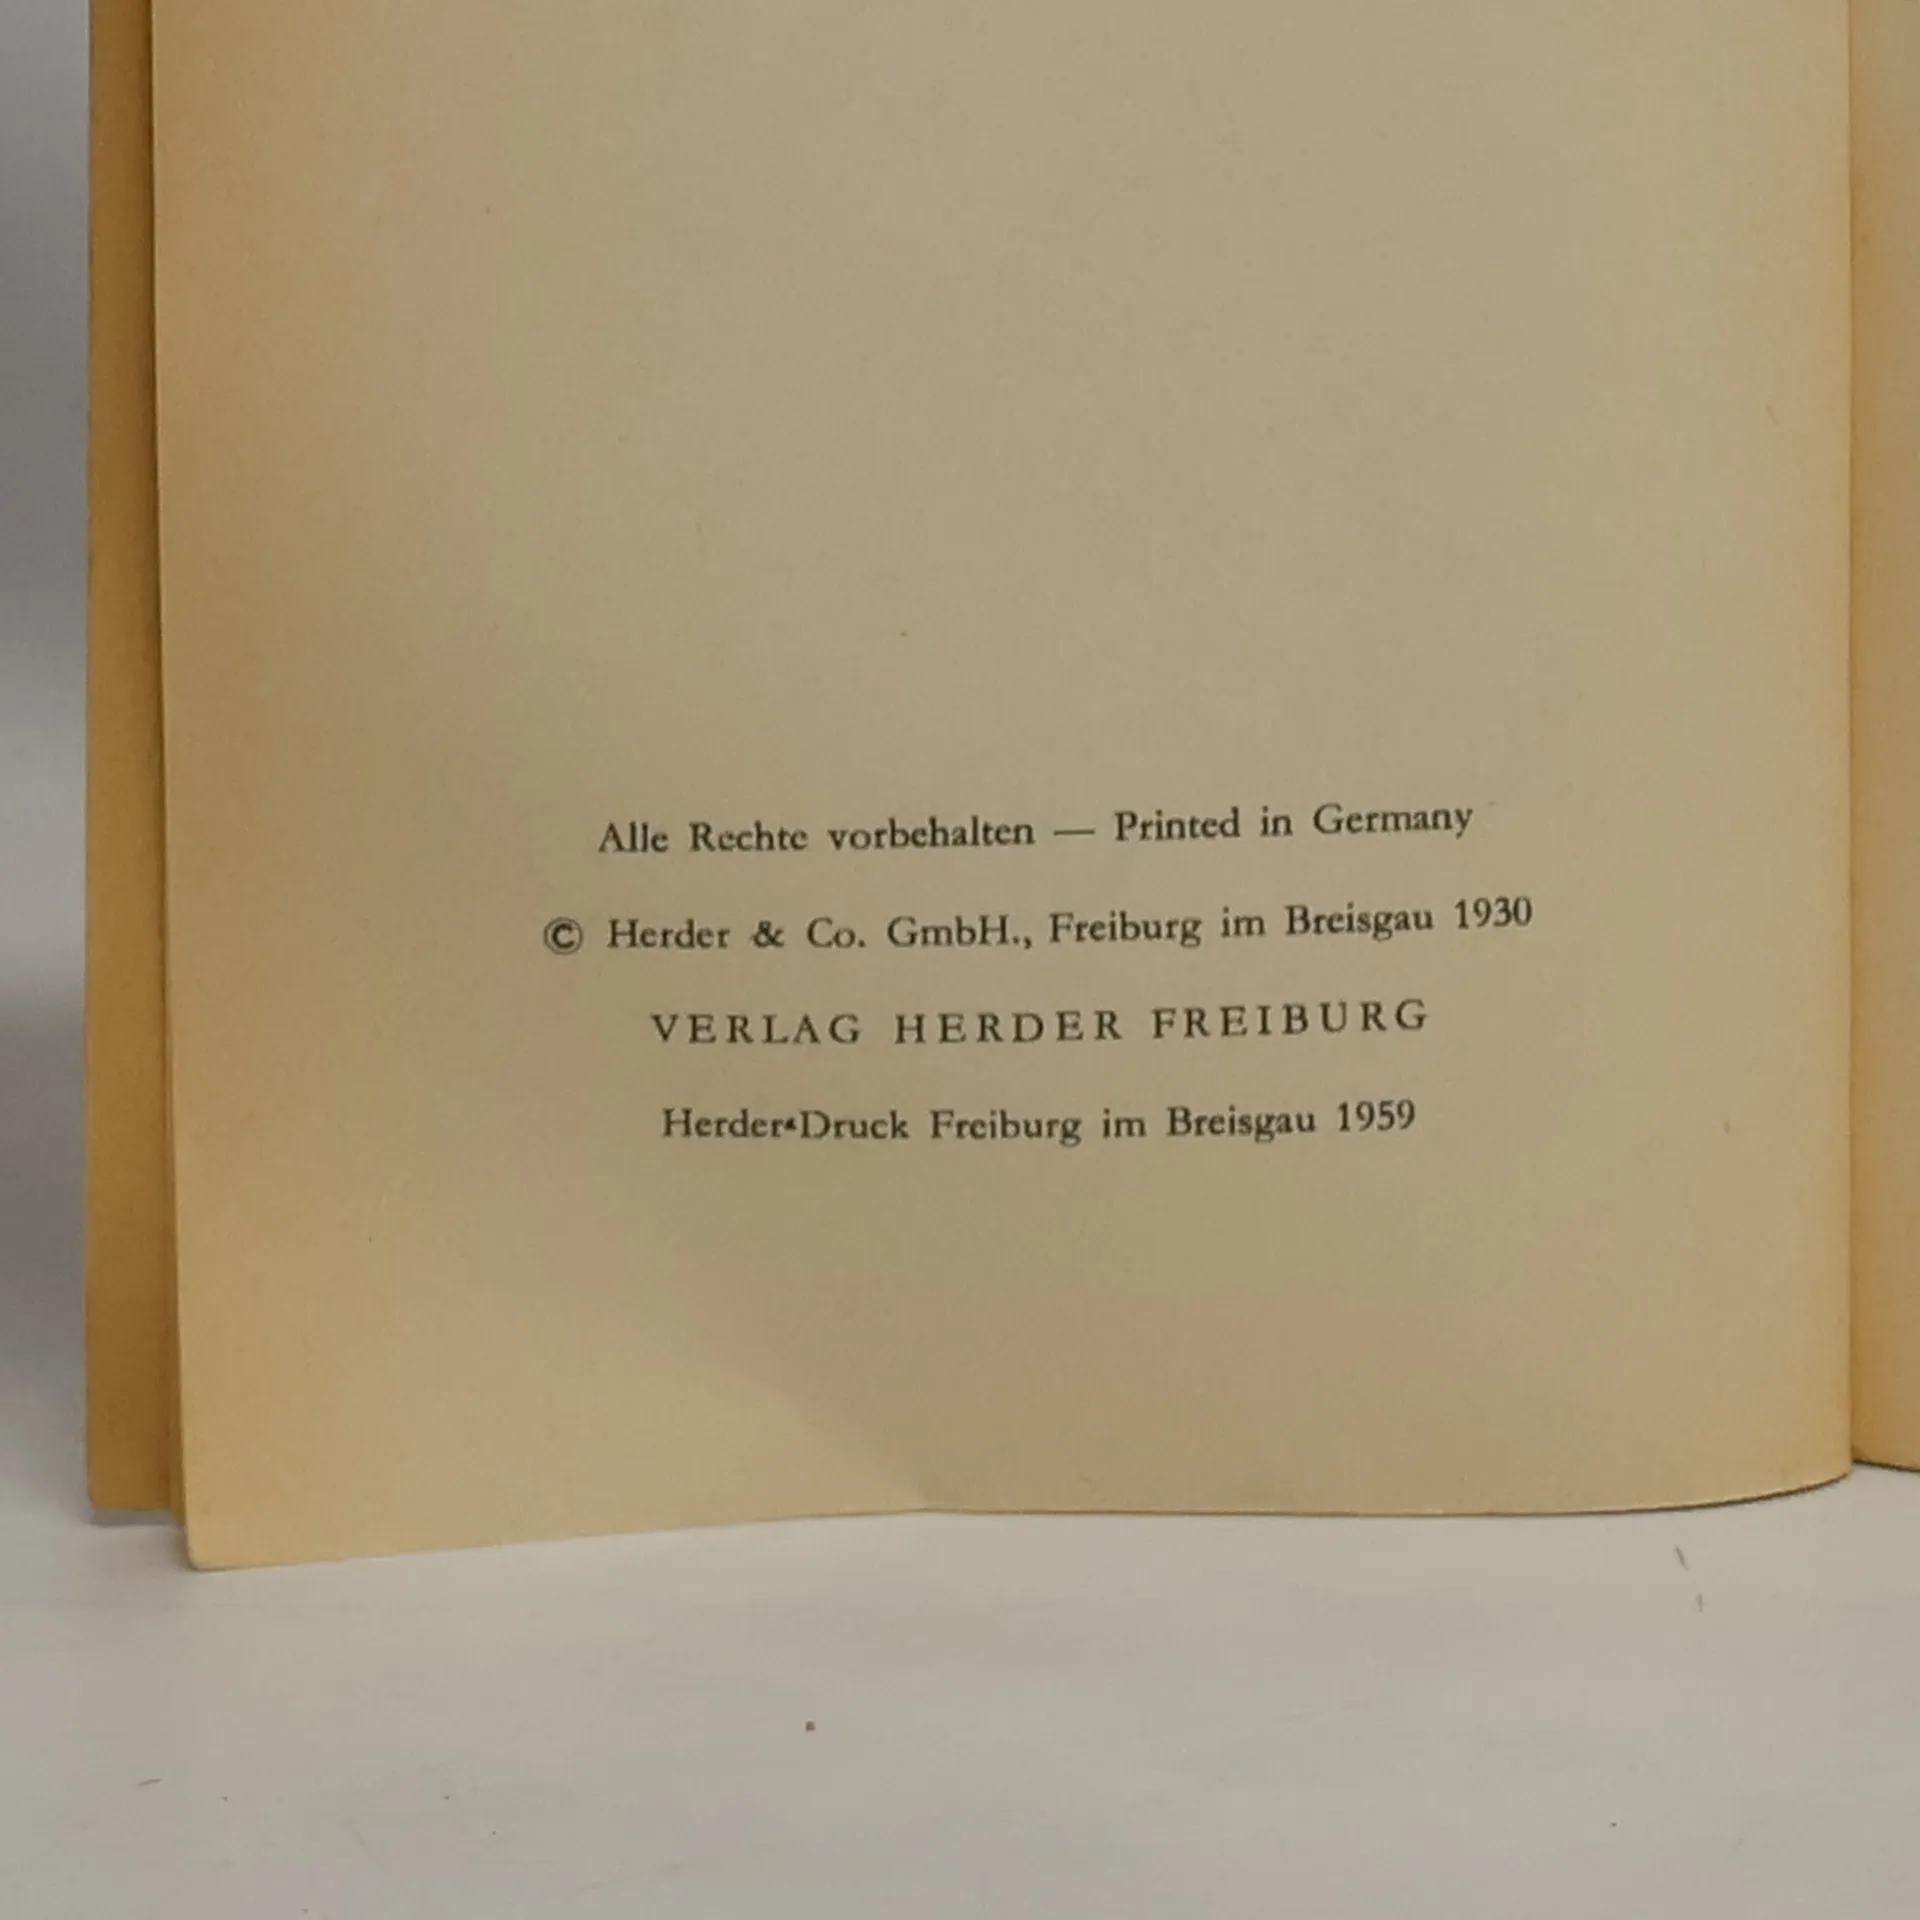 Alle Rechte vorbehalten — Printed in Germany
© Herder & Co. GmbH., Freiburg im Breisgau 1930
VERLAG HERDER FREIBURG
Herder-Druck Freiburg im Breisgau 1959